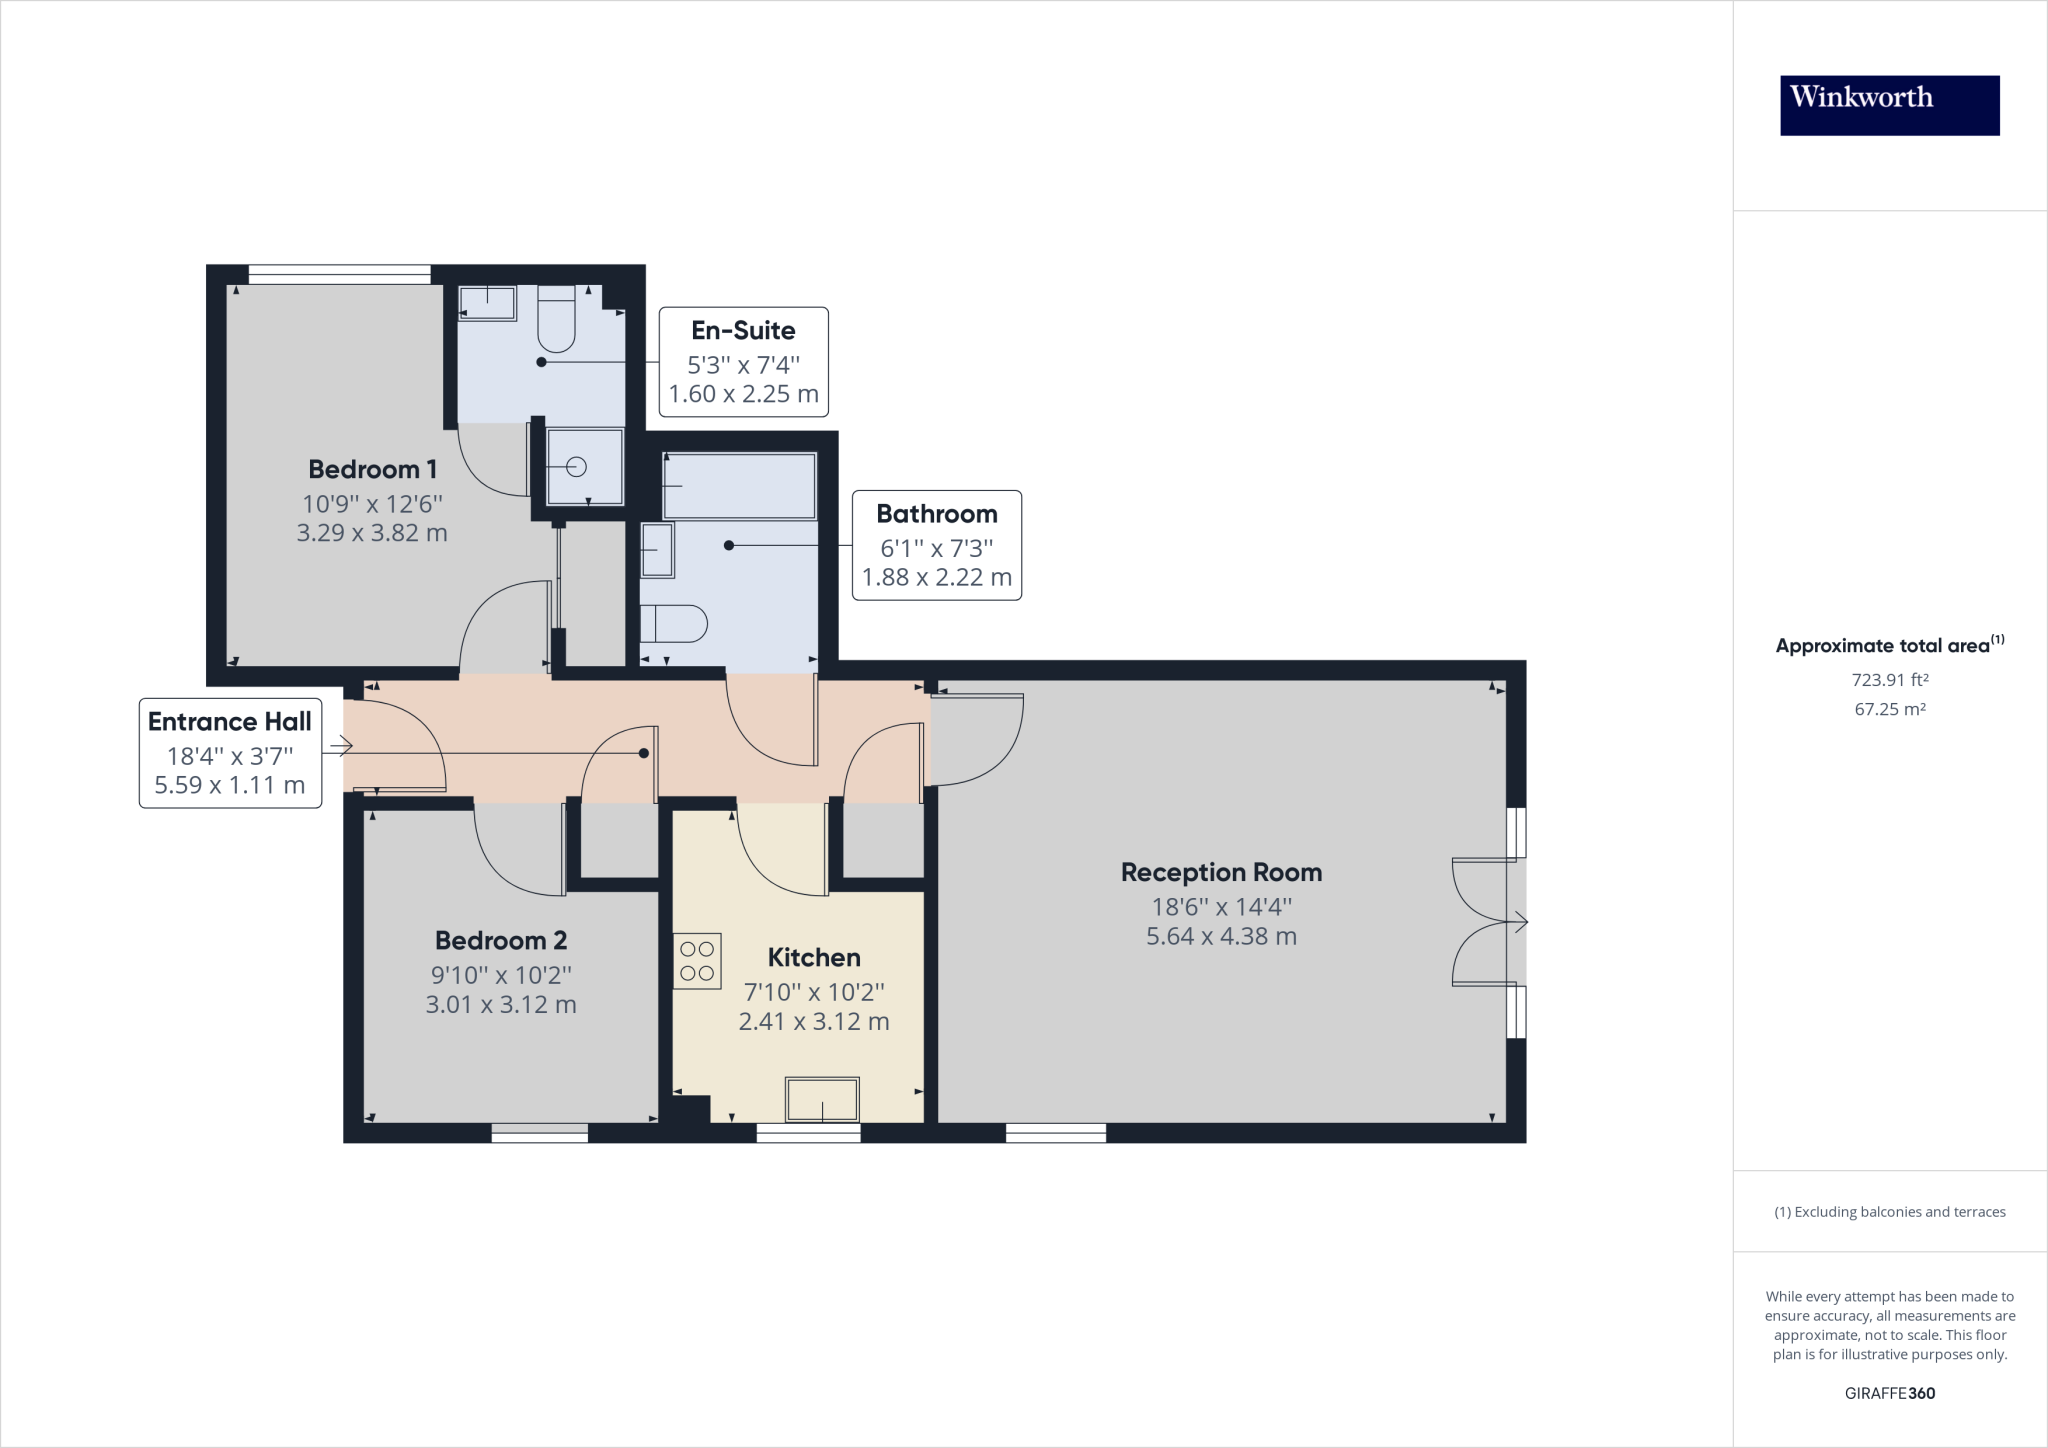 Winkworth
En-Suite
5'3'' x 7'4''
1.60 x 2.25 m
Bedroom 1
10'9'' x 12'6''
3.29 x 3.82 m
Bathroom
6'1'' x 7'3''
1.88 x 2.22 m
Entrance Hall
18'4'' x 3'7''
5.59 x 1.11 m
Bedroom 2
9'10'' x 10'2''
3.01 x 3.12 m
Kitchen
7'10'' x 10'2''
2.41 x 3.12 m
Reception Room
18'6'' x 14'4''
5.64 x 4.38 m
Approximate total area(1)
723.91 ft²
67.25 m²
(1) Excluding balconies and terraces
While every attempt has been made to
ensure accuracy, all measurements are
approximate, not to scale. This floor
plan is for illustrative purposes only.
GIRAFFE360